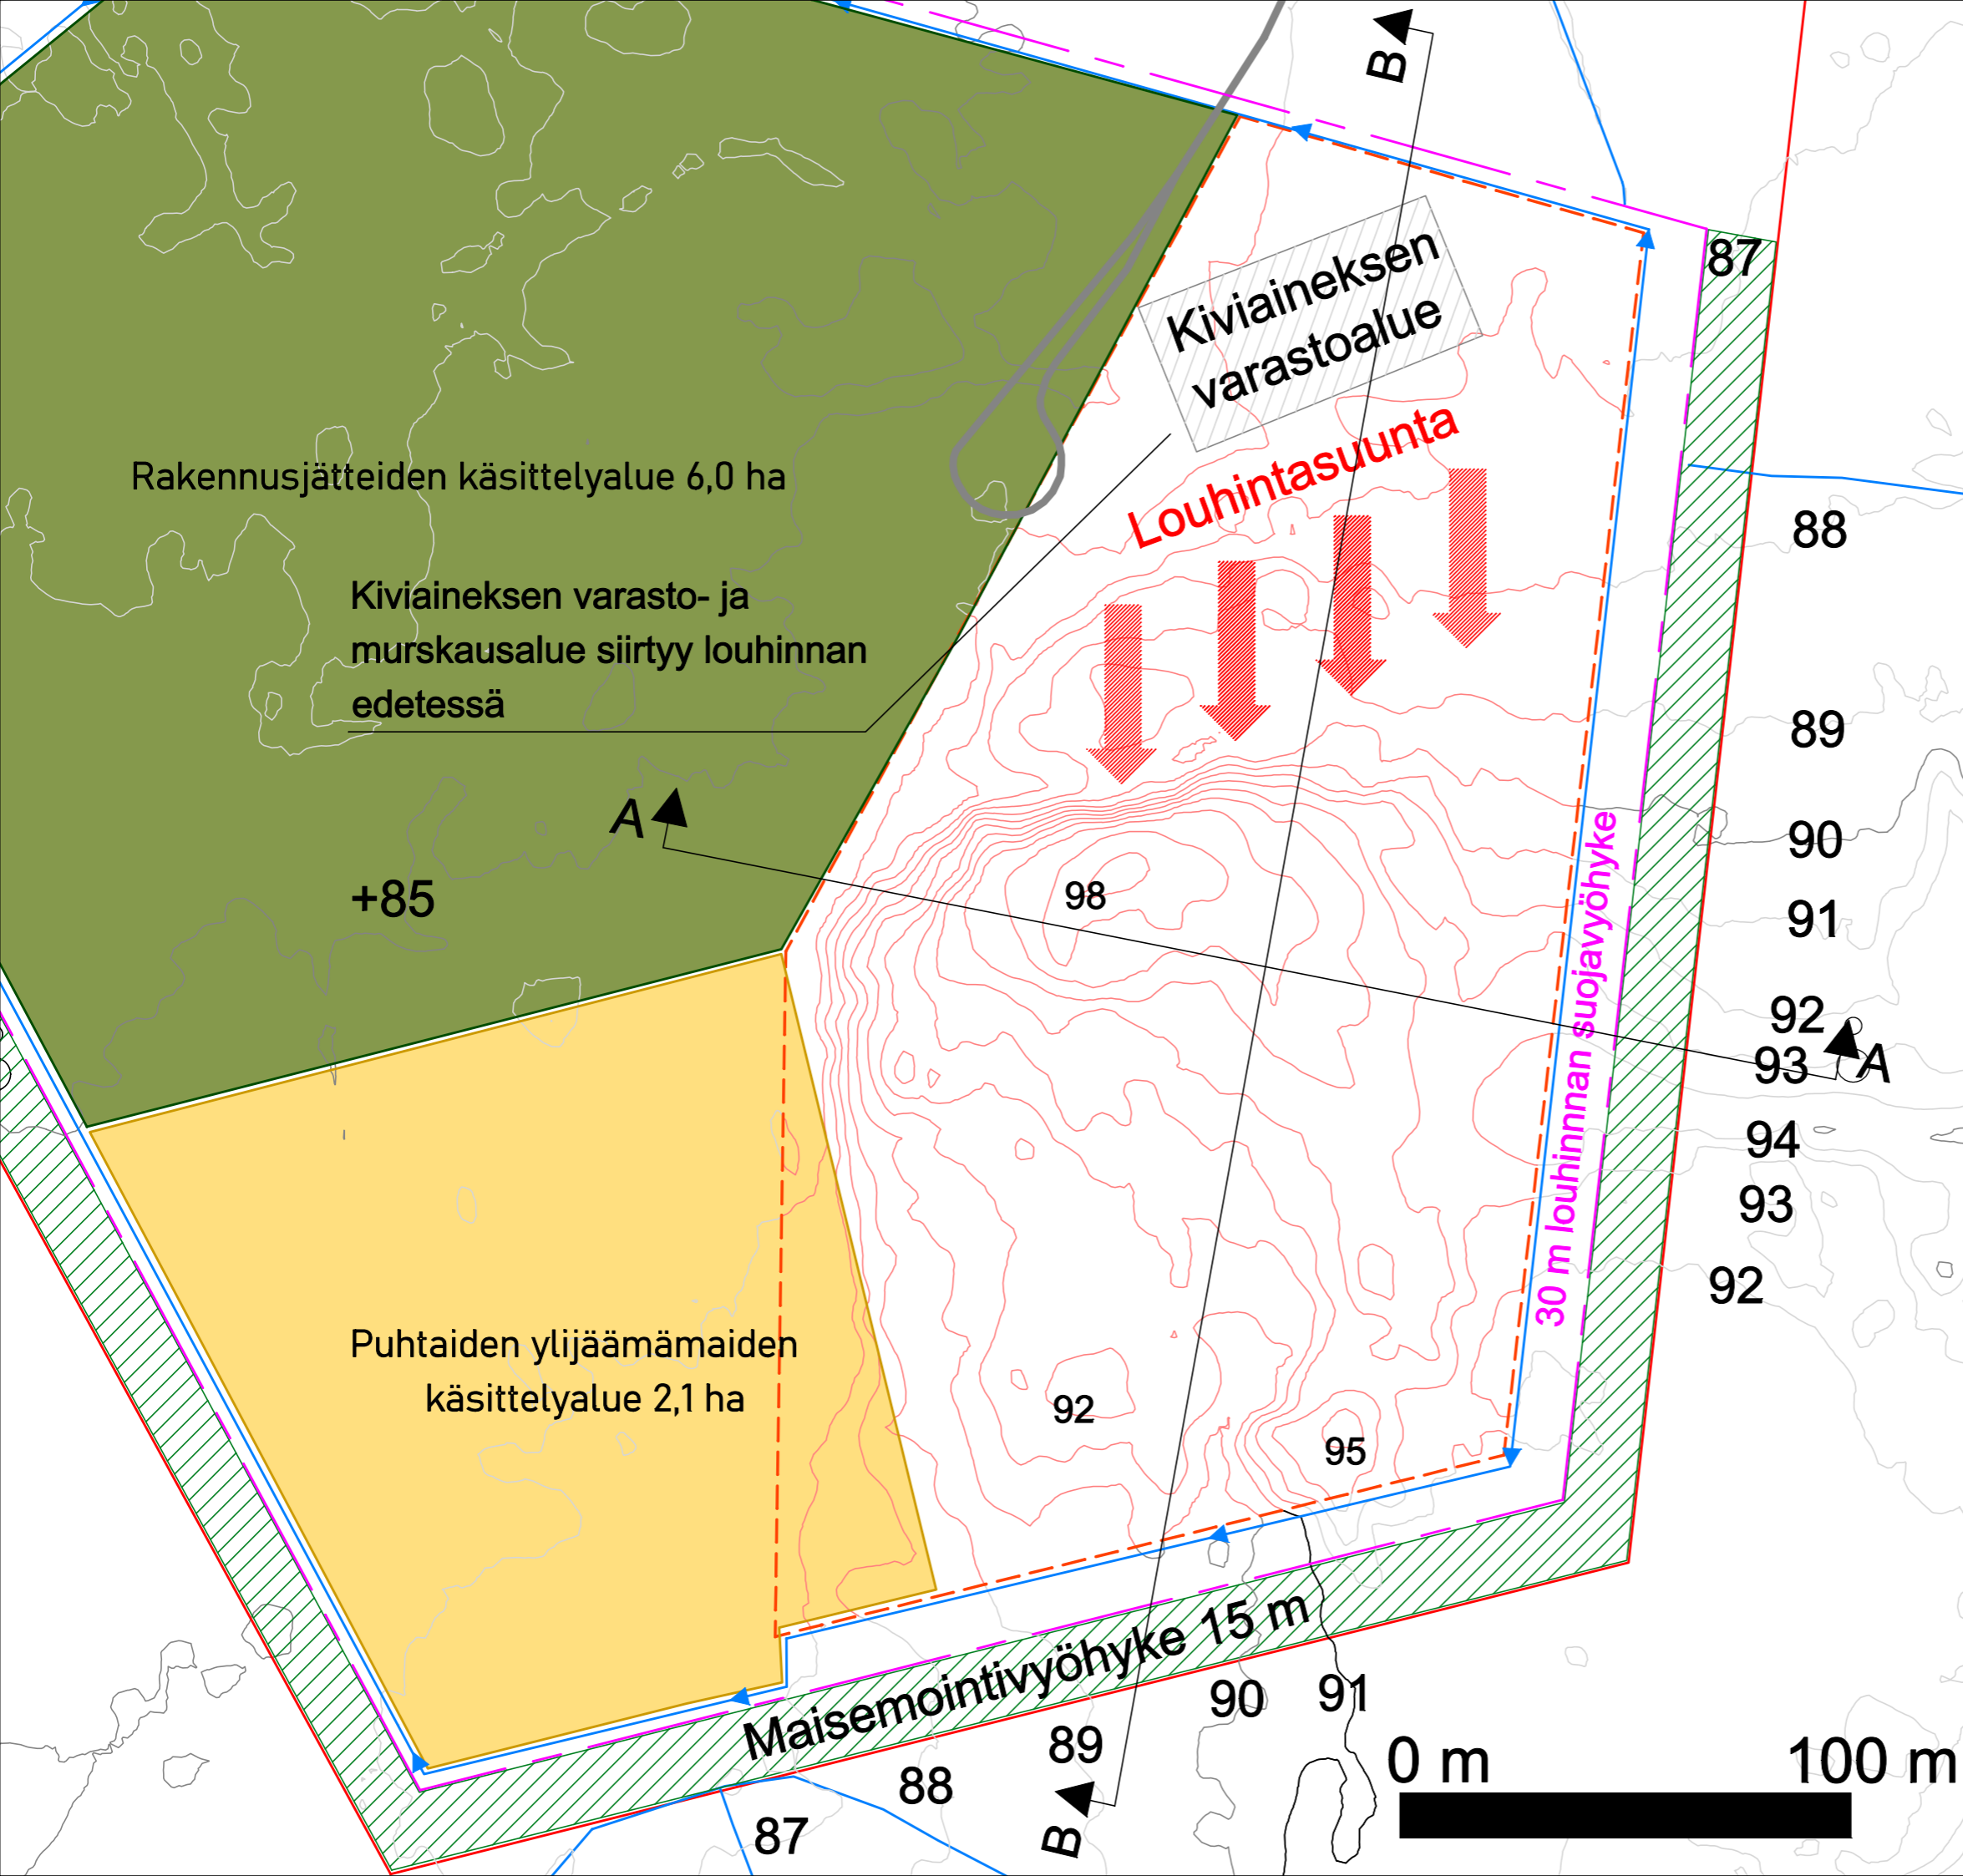 B
87
Kiviaineksen
varastoalue
Louhintasuunta
Rakennusjätteiden käsittelyalue 6,0 ha
88
Kiviaineksen varasto- ja
murskausalue siirtyy louhinnan
edetessä
89
A
90
+85
98
91
30 m louhinnan suojavyöhyke
92
93
A
94
93
92
Puhtaiden ylijäämämaiden
käsittelyalue 2,1 ha
92
95
Maisemointivyöhyke 15 m
91
90
89
88
87
B
0 m
100 m